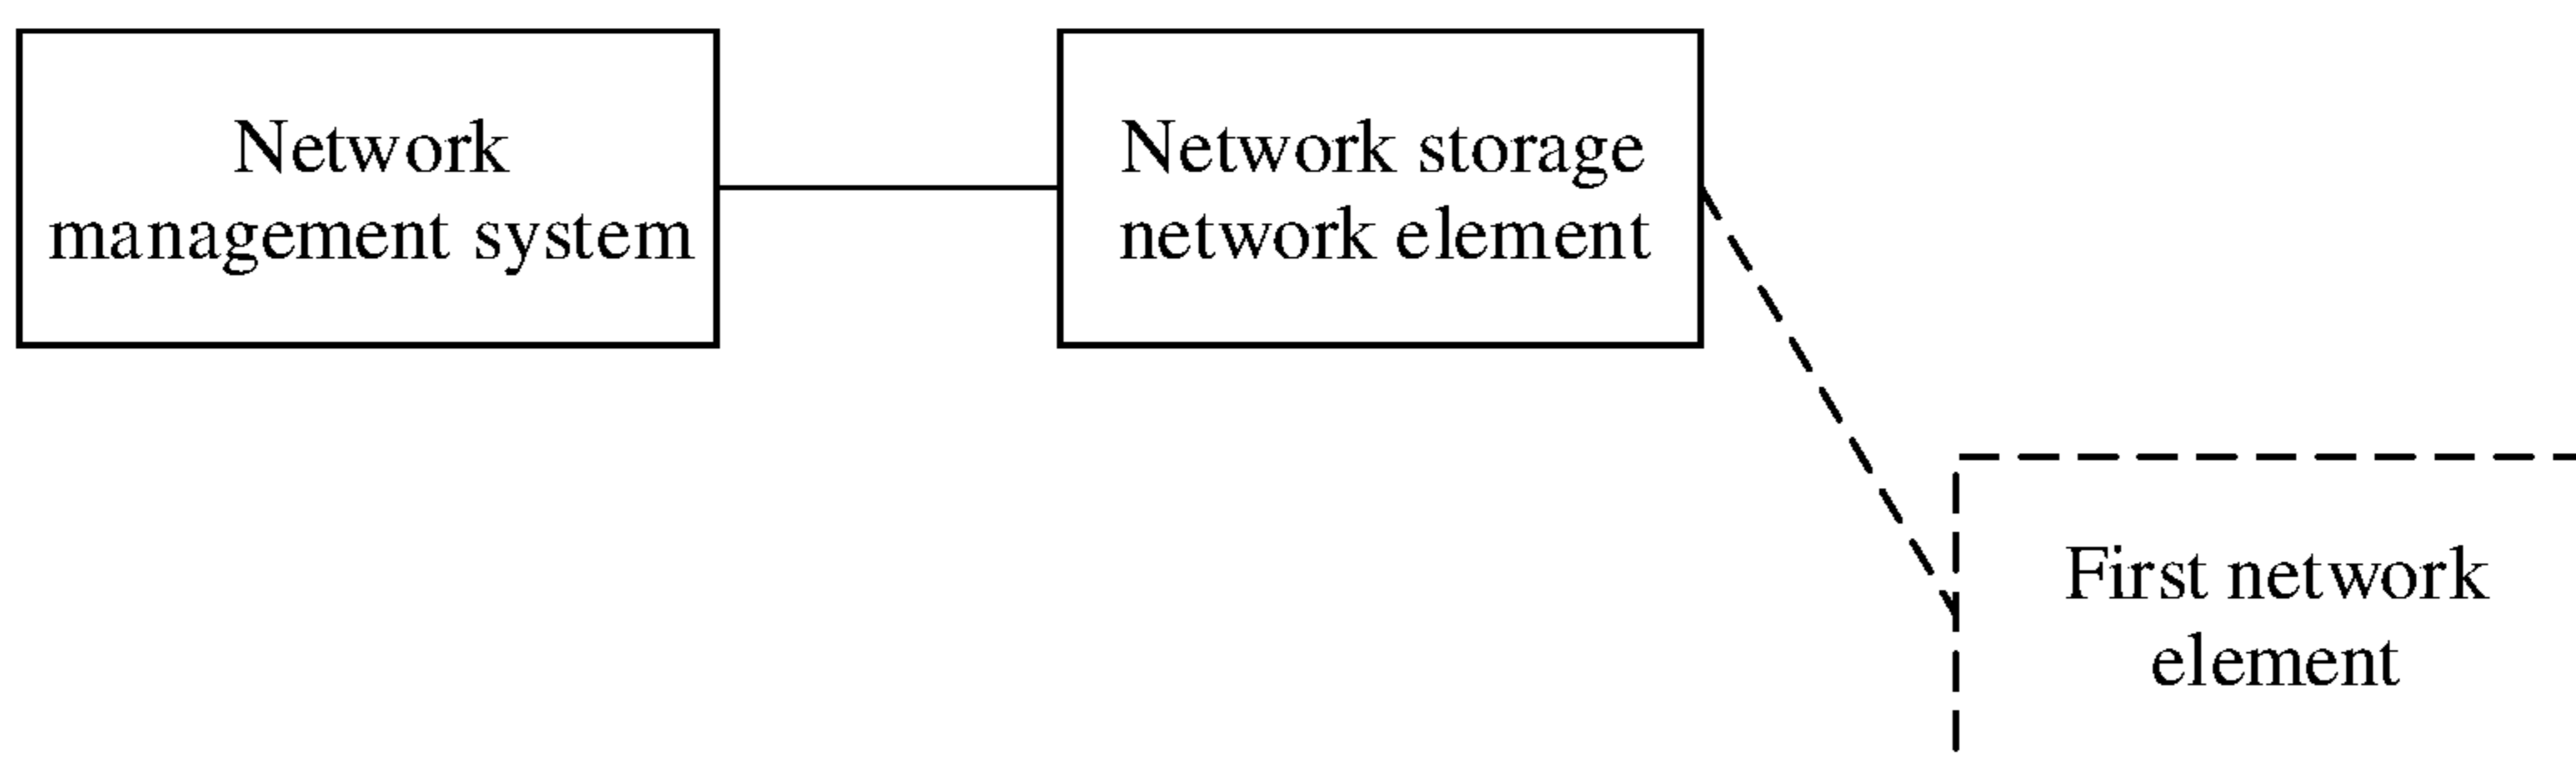 Network
management system
Network storage
network element
First network
element